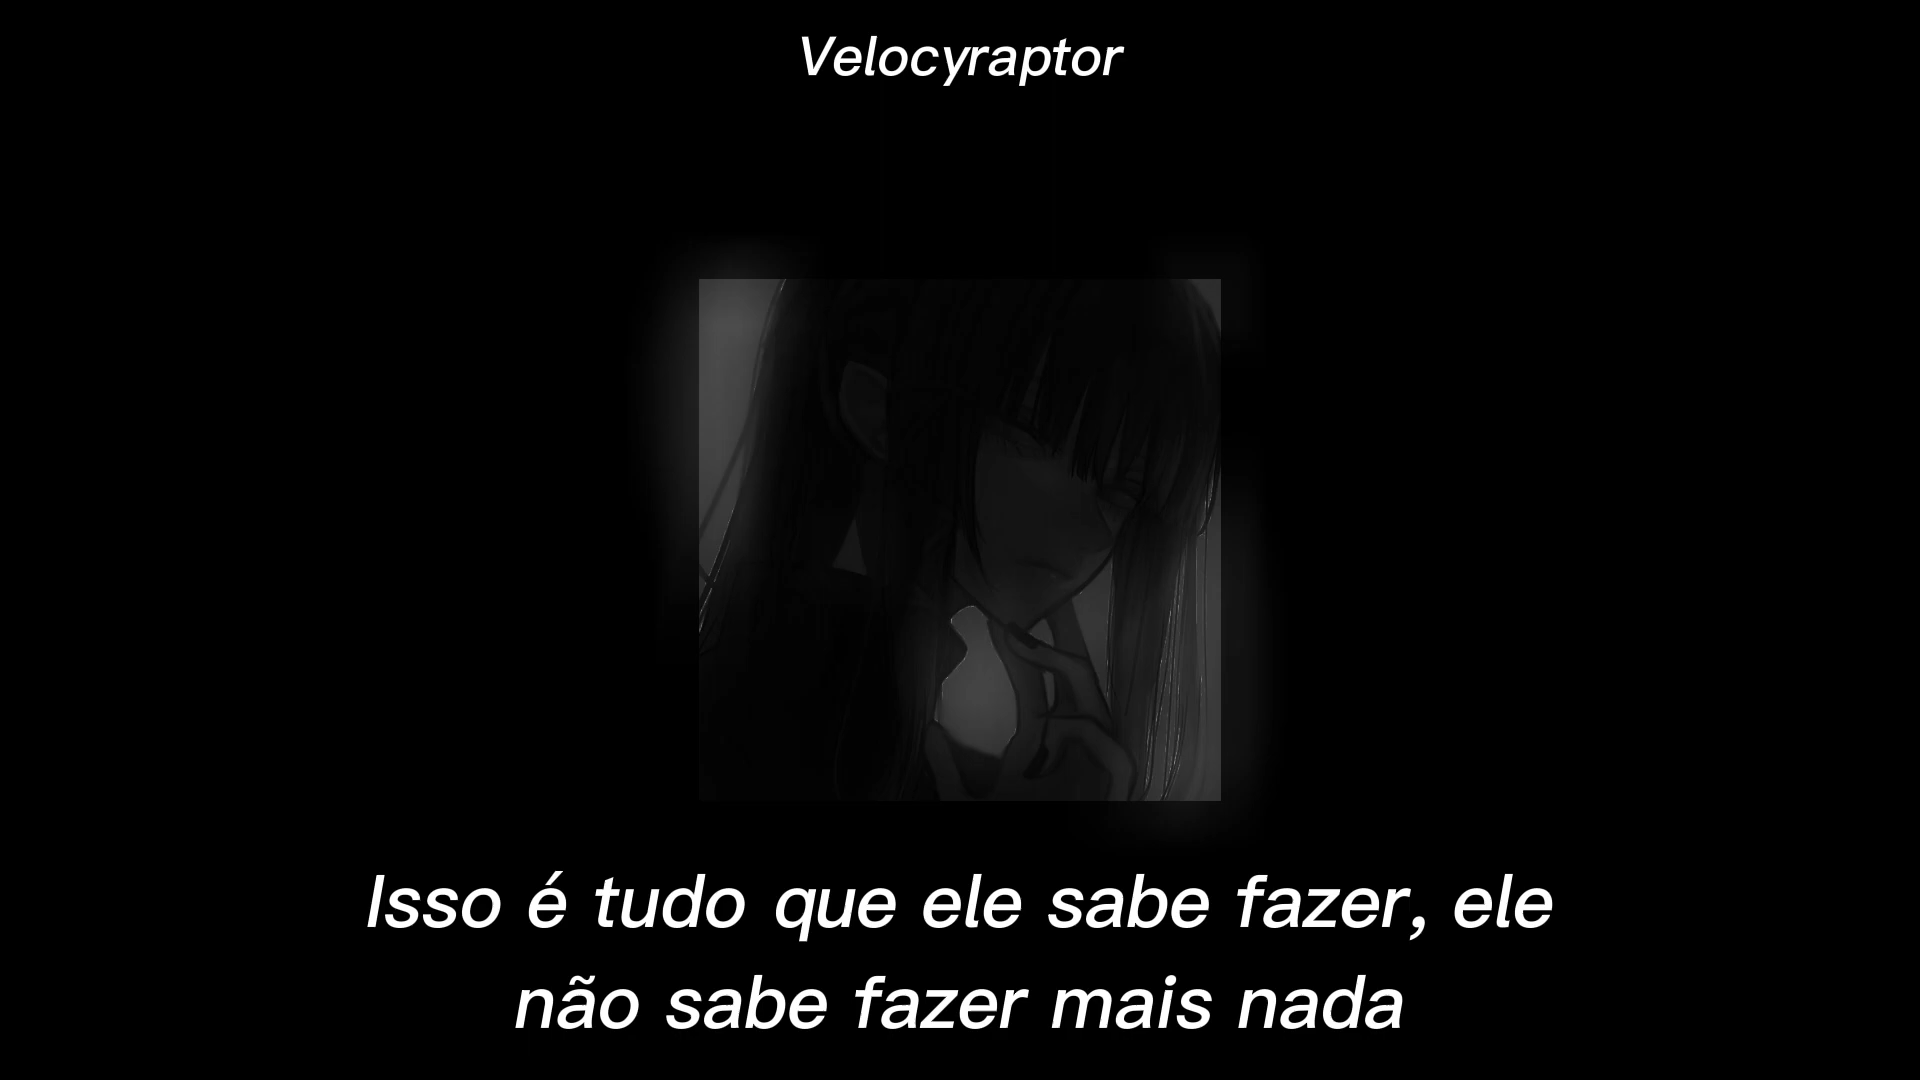 Velocyraptor
Isso é tudo que ele sabe fazer, ele
não sabe fazer mais nada